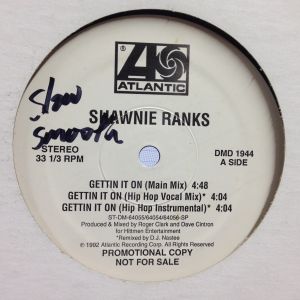 ATLANTIC
slow
smooth
SHAWNIE RANKS
STEREO
33 1/3 RPM
DMD 1944
A SIDE
GETTIN IT ON (Main Mix) 4:48
GETTIN IT ON (Hip Hop Vocal Mix)* 4:04
GETTIN IT ON (Hip Hop Instrumental)* 4:04
ST-DM-64055/64054/64056-SP
Produced & Mixed by Roger Clark and Dave Cintron
for Hittmen Entertainment
*Remixed by D.J. Nastee
℗ 1992 Atlantic Recording Corp. All Rights Reserved.
PROMOTIONAL COPY
NOT FOR SALE